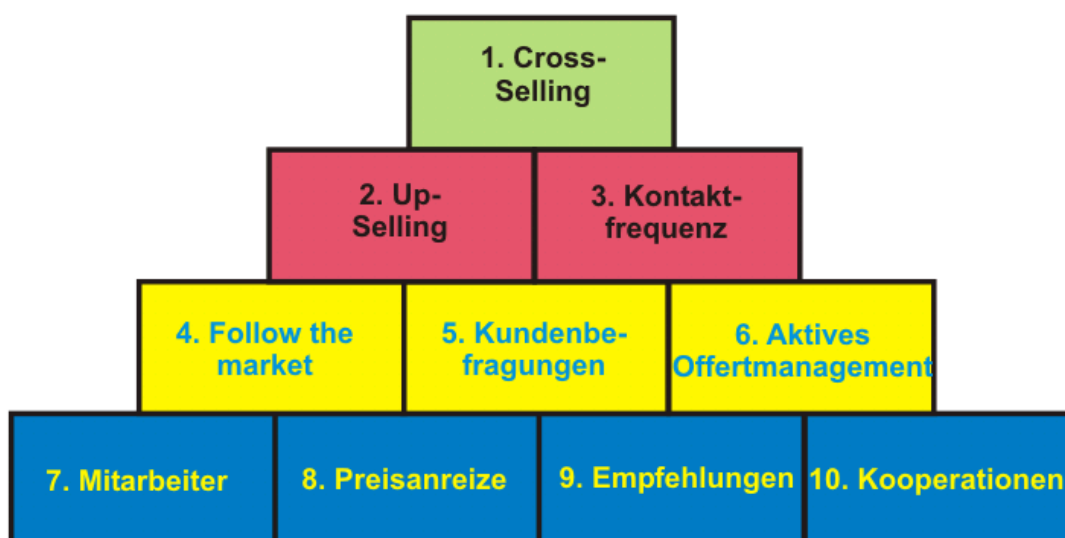 1. Cross-
Selling
2. Up-
Selling
3. Kontakt-
frequenz
4. Follow the
market
5. Kundenbe-
fragungen
6. Aktives
Offertmanagement
7. Mitarbeiter
8. Preisanreize
9. Empfehlungen
10. Kooperationen